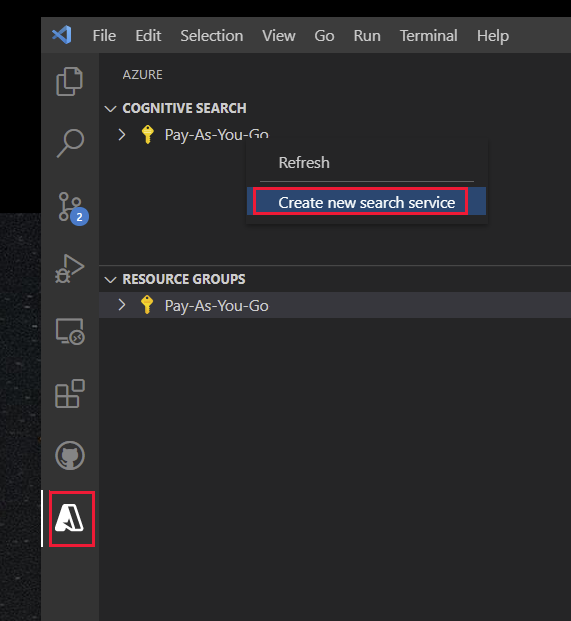 File Edit Selection View Go Run Terminal Help
AZURE
COGNITIVE SEARCH
Pay-As-You-Go
Refresh
Create new search service
2
RESOURCE GROUPS
Pay-As-You-Go